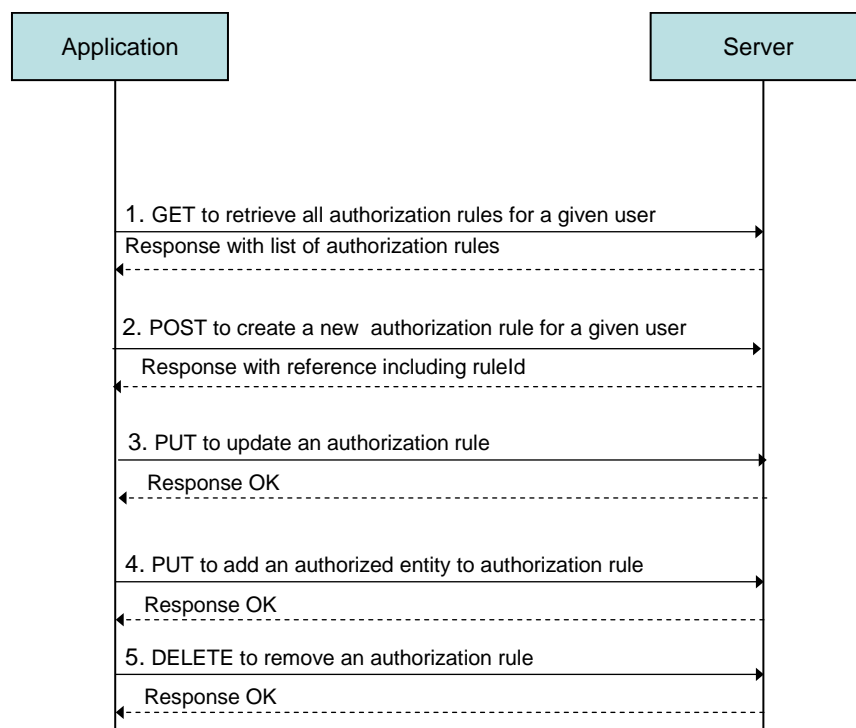 Application
Server
1. GET to retrieve all authorization rules for a given user
Response with list of authorization rules
2. POST to create a new  authorization rule for a given user
Response with reference including ruleId
3. PUT to update an authorization rule
Response OK
4. PUT to add an authorized entity to authorization rule
Response OK
5. DELETE to remove an authorization rule
Response OK